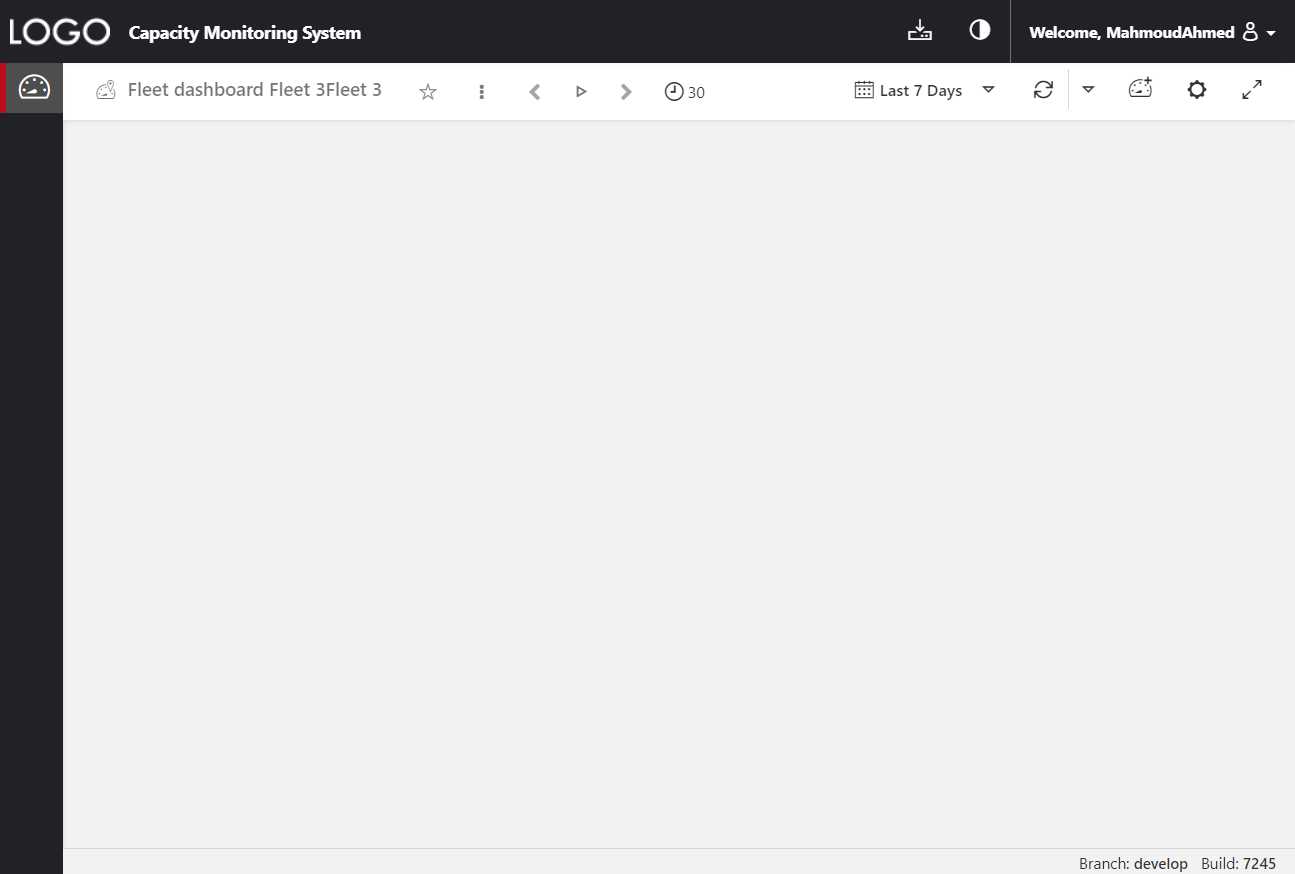 LOGO Capacity Monitoring System Welcome, MahmoudAhmed
Fleet dashboard Fleet 3Fleet 3 30 Last 7 Days
Branch: develop Build: 7245